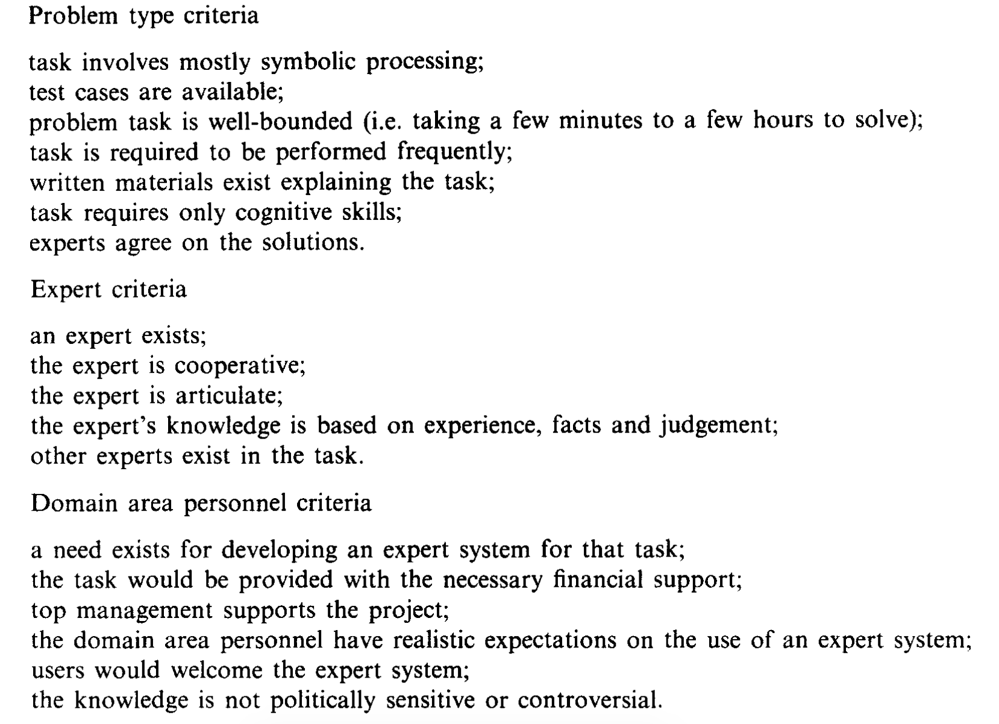 Problem type criteria
task involves mostly symbolic processing;
test cases are available;
problem task is well-bounded (i.e. taking a few minutes to a few hours to solve);
task is required to be performed frequently;
written materials exist explaining the task;
task requires only cognitive skills;
experts agree on the solutions.
Expert criteria
an expert exists;
the expert is cooperative;
the expert is articulate;
the expert’s knowledge is based on experience, facts and judgement;
other experts exist in the task.
Domain area personnel criteria
a need exists for developing an expert system for that task;
the task would be provided with the necessary financial support;
top management supports the project;
the domain area personnel have realistic expectations on the use of an expert system;
users would welcome the expert system;
the knowledge is not politically sensitive or controversial.